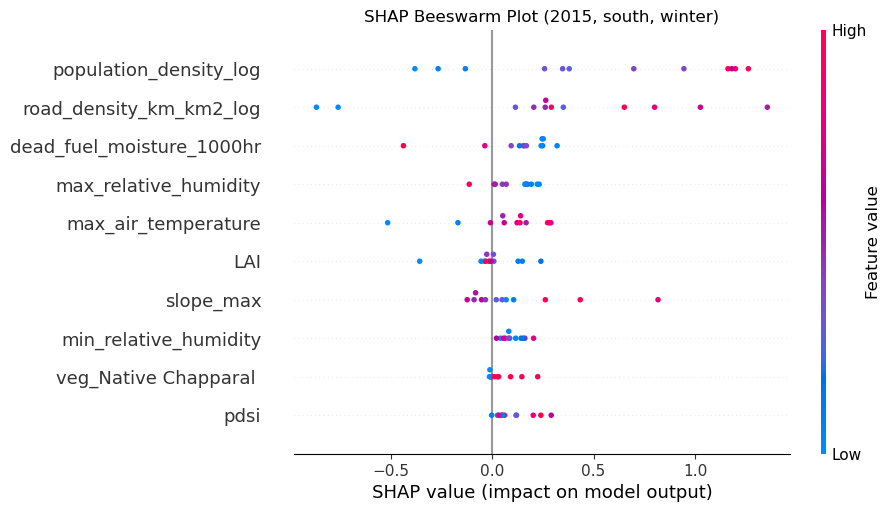 SHAP Beeswarm Plot (2015, south, winter)
High
population_density_log
road_density_km_km2_log
dead_fuel_moisture_1000hr
max_relative_humidity
max_air_temperature
LAI
slope_max
min_relative_humidity
veg_Native Chapparal
pdsi
Feature value
Low
−0.5 0.0 0.5 1.0
SHAP value (impact on model output)